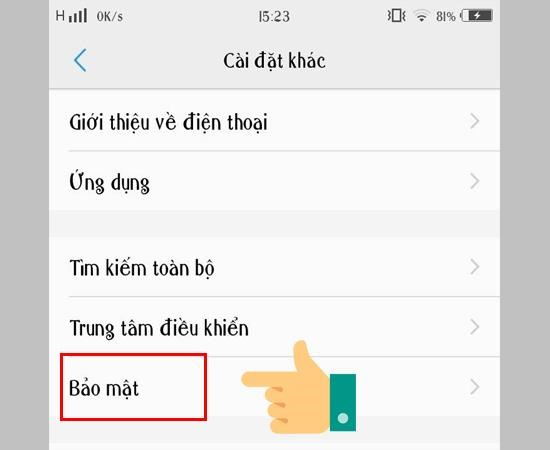 H 0K/s 15:23 81%
Cài đặt khác
Giới thiệu về điện thoại
Ứng dụng
Tìm kiếm toàn bộ
Trung tâm điều khiển
Bảo mật